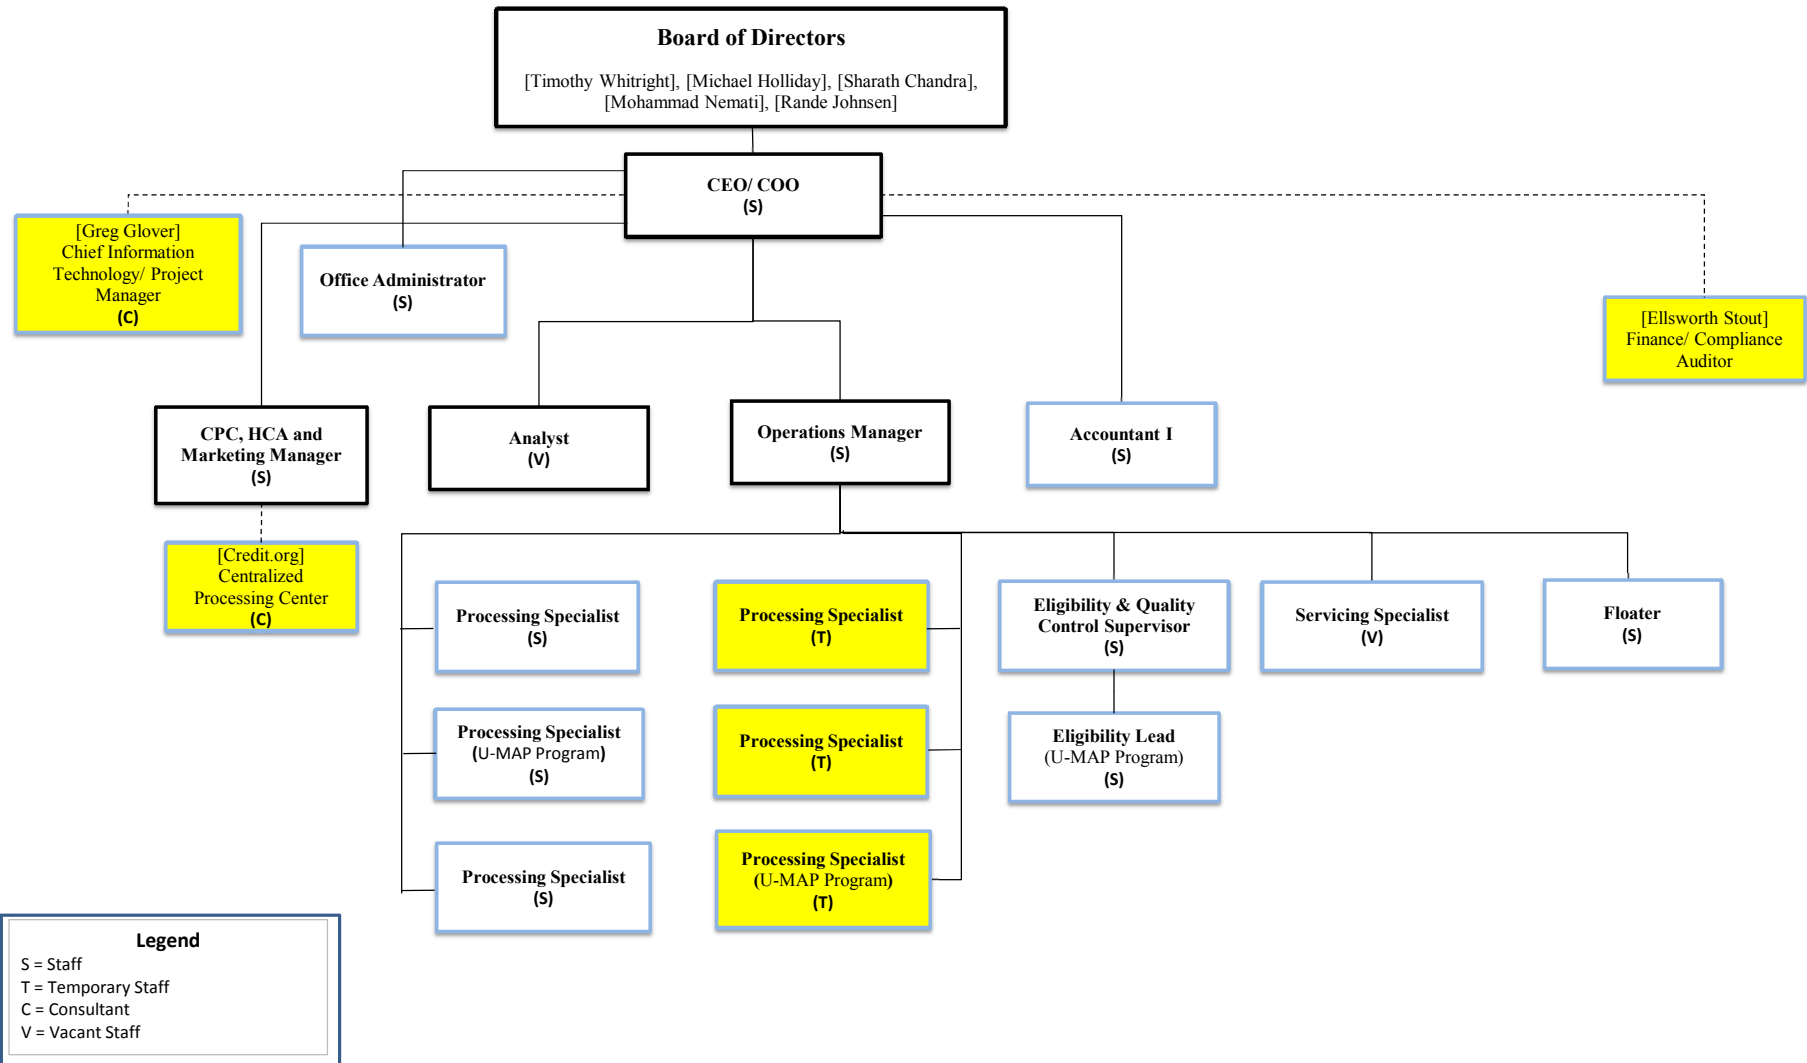 Board of Directors
[Timothy Whitright], [Michael Holliday], [Sharath Chandra],
[Mohammad Nemati], [Rande Johnsen]
CEO/ COO
(S)
[Greg Glover]
Chief Information
Technology/ Project
Manager
(C)
Office Administrator
(S)
[Ellsworth Stout]
Finance/ Compliance
Auditor
CPC, HCA and
Marketing Manager
(S)
Analyst
(V)
Operations Manager
(S)
Accountant I
(S)
[Credit.org]
Centralized
Processing Center
(C)
Processing Specialist
(S)
Processing Specialist
(T)
Eligibility & Quality
Control Supervisor
(S)
Servicing Specialist
(V)
Floater
(S)
Processing Specialist
(U-MAP Program)
(S)
Processing Specialist
(T)
Eligibility Lead
(U-MAP Program)
(S)
Processing Specialist
(S)
Processing Specialist
(U-MAP Program)
(T)
Legend
S = Staff
T = Temporary Staff
C = Consultant
V = Vacant Staff